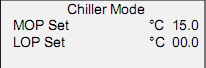 Chiller Mode
MOP Set °C 15.0
LOP Set °C 00.0